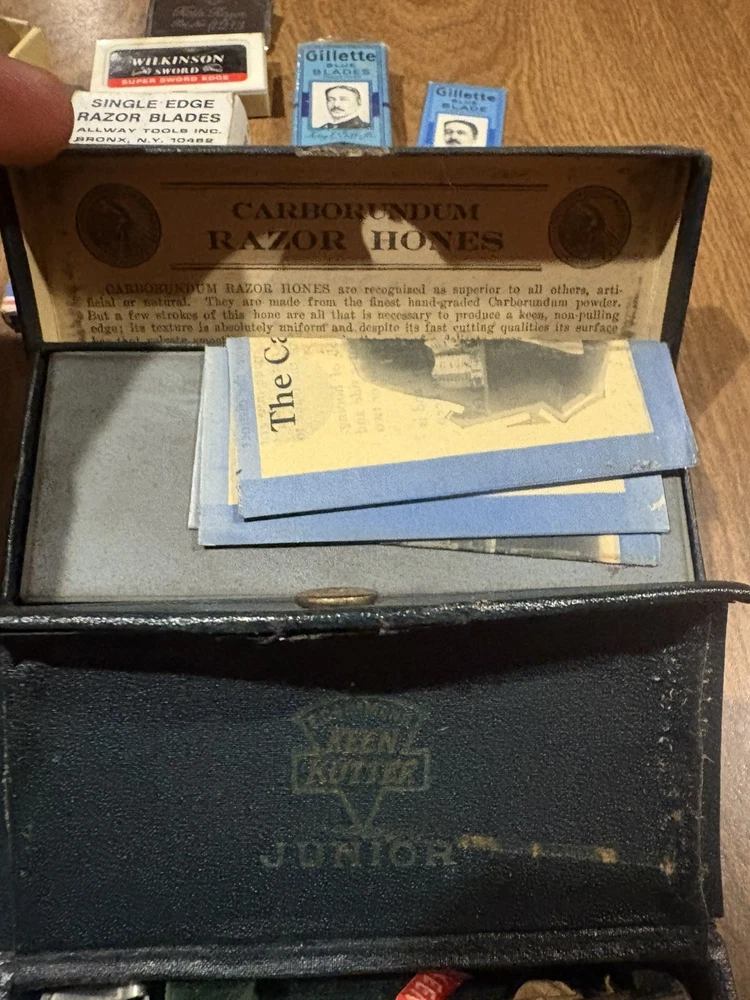 WILKINSON
SWORD
SUPER SWORD EDGE
SINGLE EDGE
RAZOR BLADES
ALLWAY TOOLS INC.
BRONX, N.Y. 10462
Gillette
BLUE
BLADES
Gillette
BLUE
BLADE
CARBORUNDUM
RAZOR HONES
CARBORUNDUM RAZOR HONES are recognized as superior to all others, arti-
ficial or natural. They are made from the finest hand-graded Carborundum powder.
But a few strokes of this hone are all that is necessary to produce a keen, non-pulling
edge; its texture is absolutely uniform and despite its fast cutting qualities its surface
The Ca
KEEN
KUTTER
JUNIOR